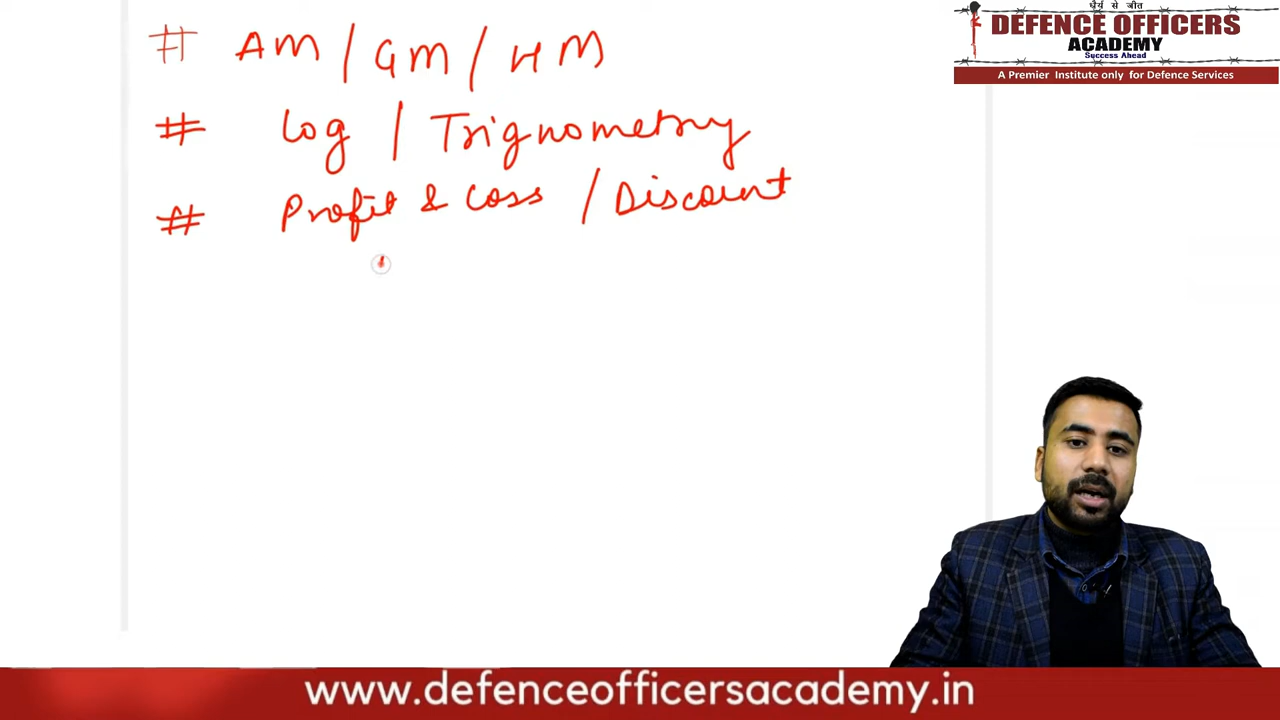 # AM / GM / HM
# Log / Trignometry
# Profit & Loss / Discount
धैर्य से जीत
DEFENCE OFFICERS
ACADEMY
Success Ahead
A Premier Institute only for Defence Services
www.defenceofficersacademy.in